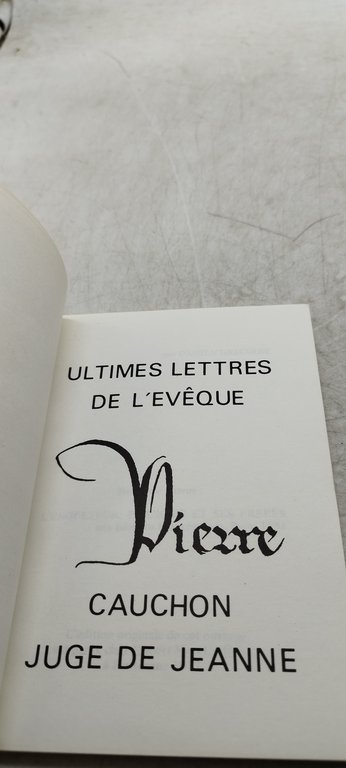 ULTIMES LETTRES
DE L'EVÊQUE
Pierre
CAUCHON
JUGE DE JEANNE